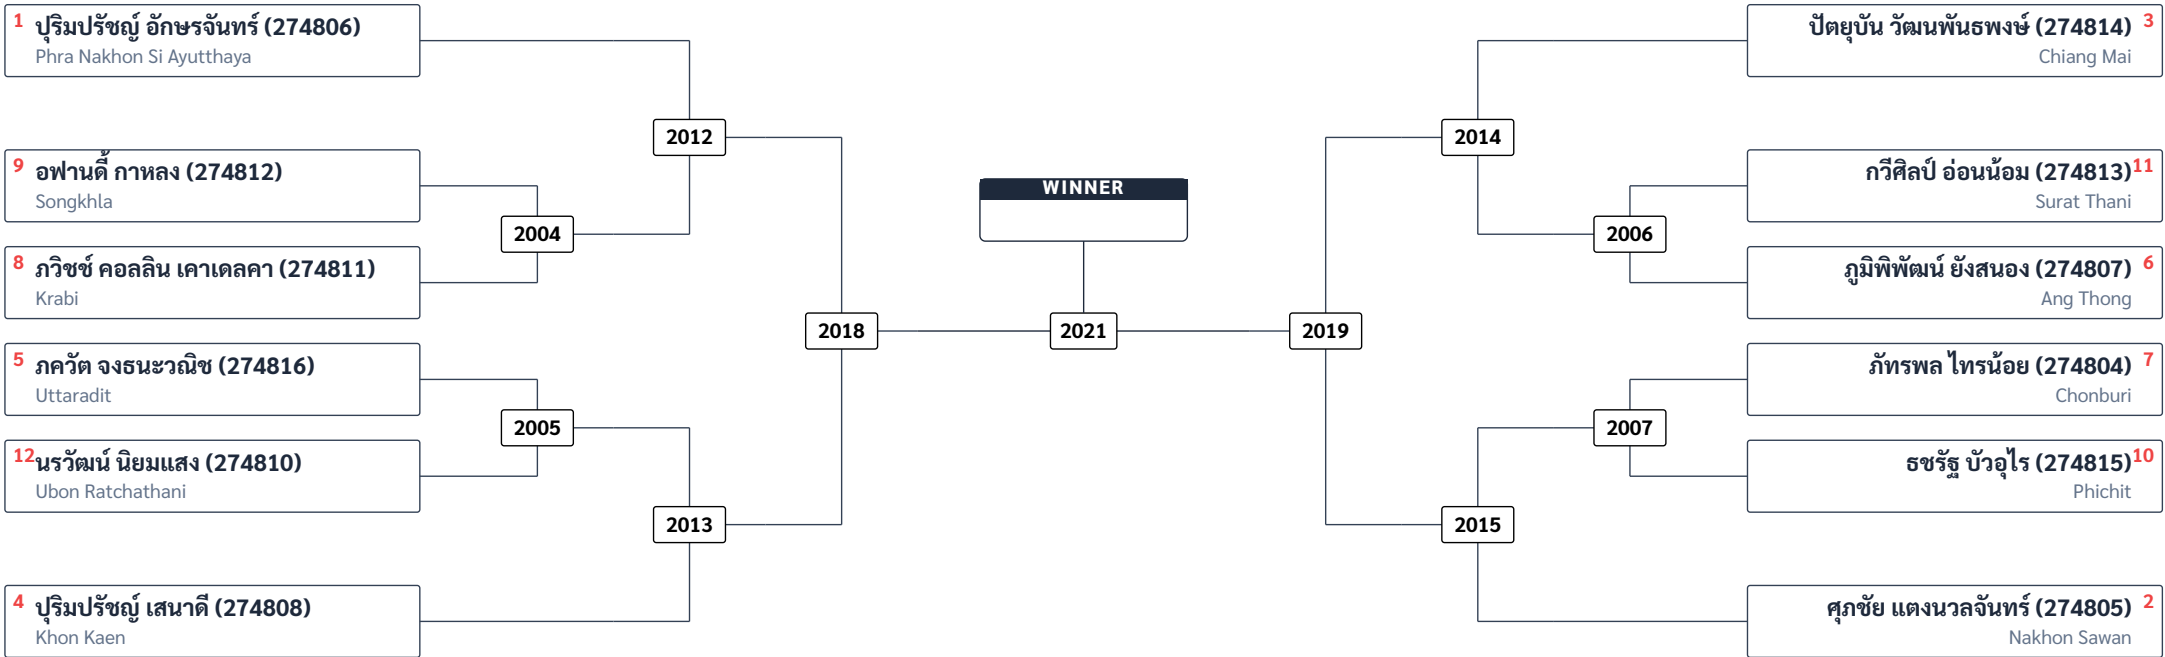 1 ปุริมปรัชญ์ อักษรจันทร์ (274806)
Phra Nakhon Si Ayutthaya
9 อฟานดี้ กาหลง (274812)
Songkhla
8 ภวิชช์ คอลลิน เคาเดลคา (274811)
Krabi
5 ภควัต จงธนะวณิช (274816)
Uttaradit
12 นรวัฒน์ นิยมแสง (274810)
Ubon Ratchathani
4 ปุริมปรัชญ์ เสนาดี (274808)
Khon Kaen
2004
2005
2012
2013
2018
WINNER
2021
2019
2014
2015
2006
2007
ปัตยุบัน วัฒนพันธพงษ์ (274814) 3
Chiang Mai
กวีศิลป์ อ่อนน้อม (274813) 11
Surat Thani
ภูมิพิพัฒน์ ยังสนอง (274807) 6
Ang Thong
ภัทรพล ไทรน้อย (274804) 7
Chonburi
ธชรัฐ บัวอุไร (274815) 10
Phichit
ศุภชัย แตงนวลจันทร์ (274805) 2
Nakhon Sawan